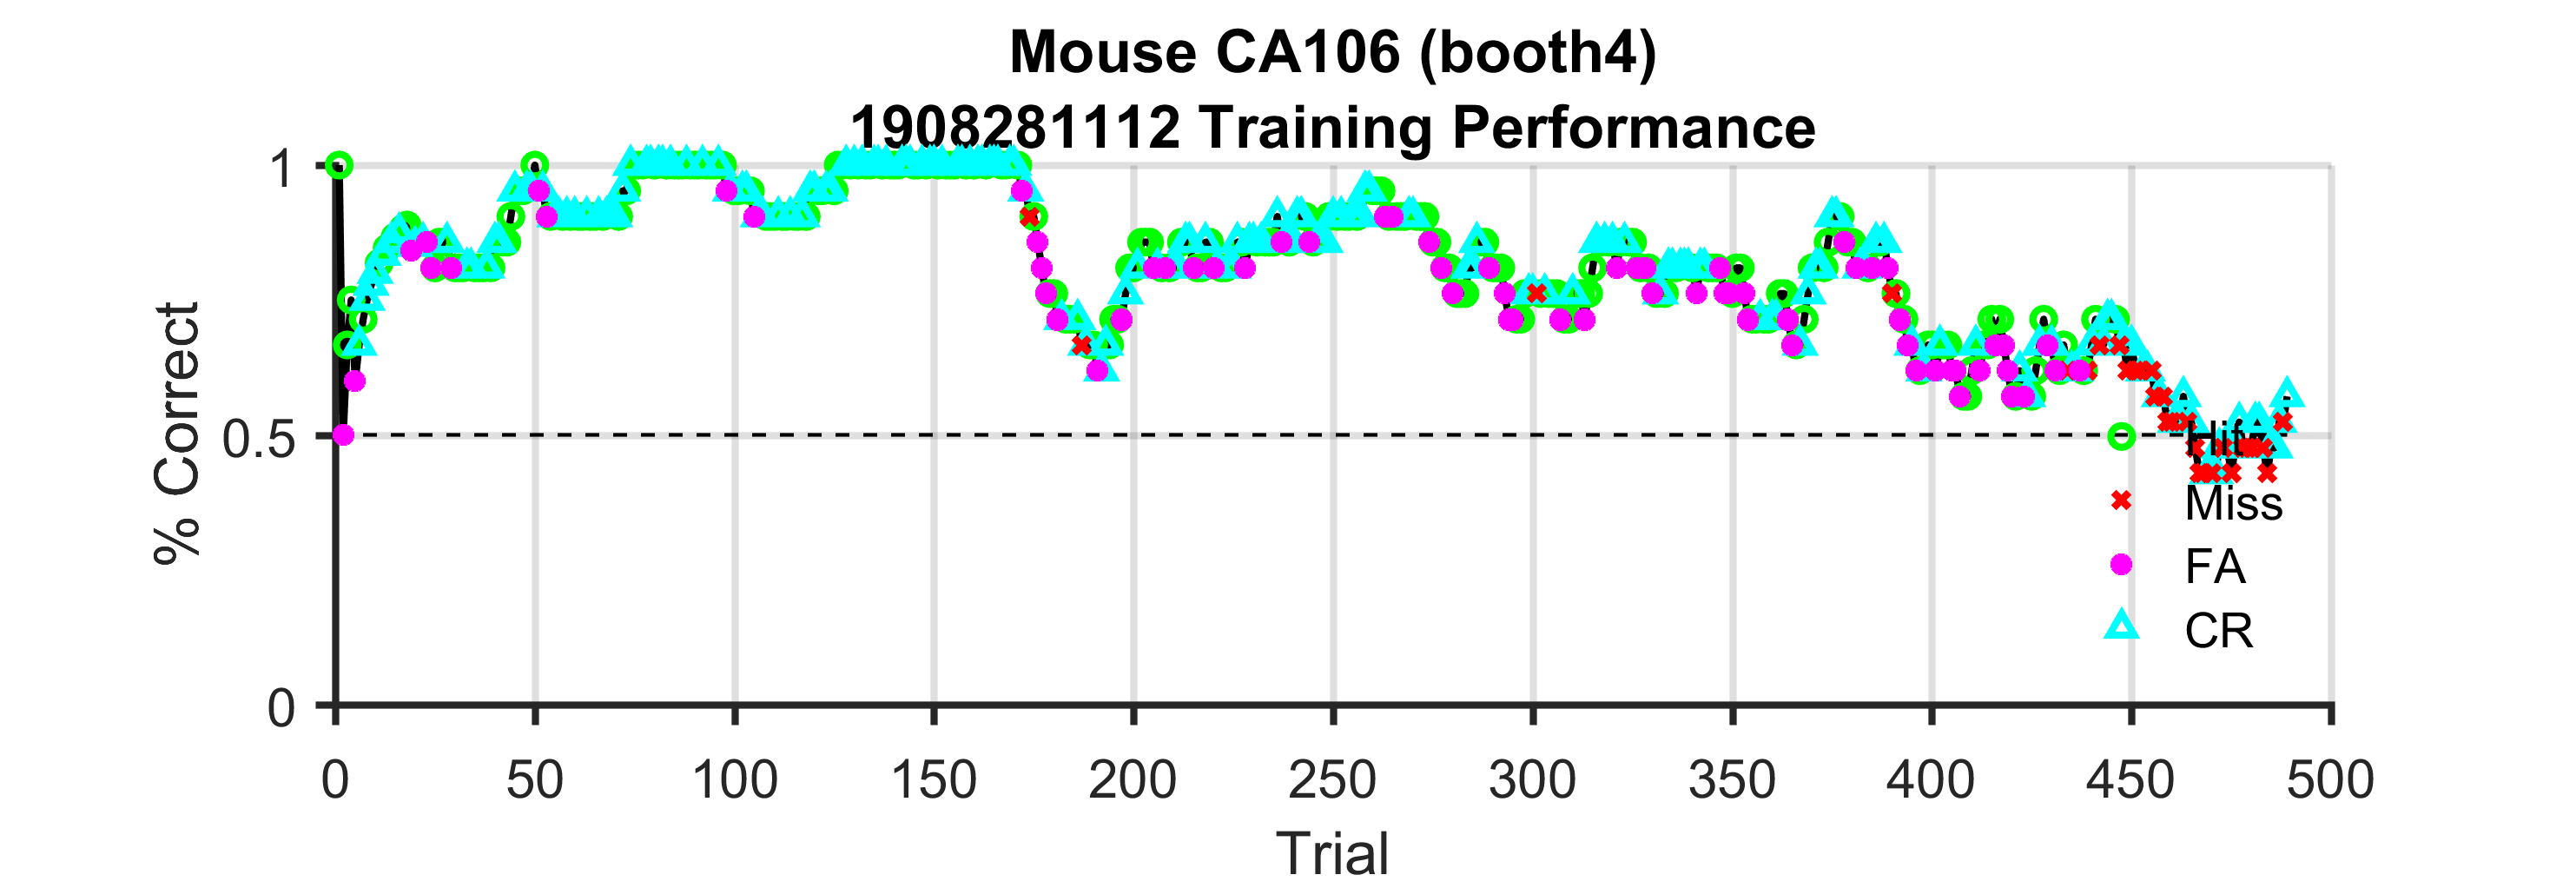 Mouse CA106 (booth4)
1908281112 Training Performance
% Correct
1
0.5
0
Hit
Miss
FA
CR
0 50 100 150 200 250 300 350 400 450 500
Trial